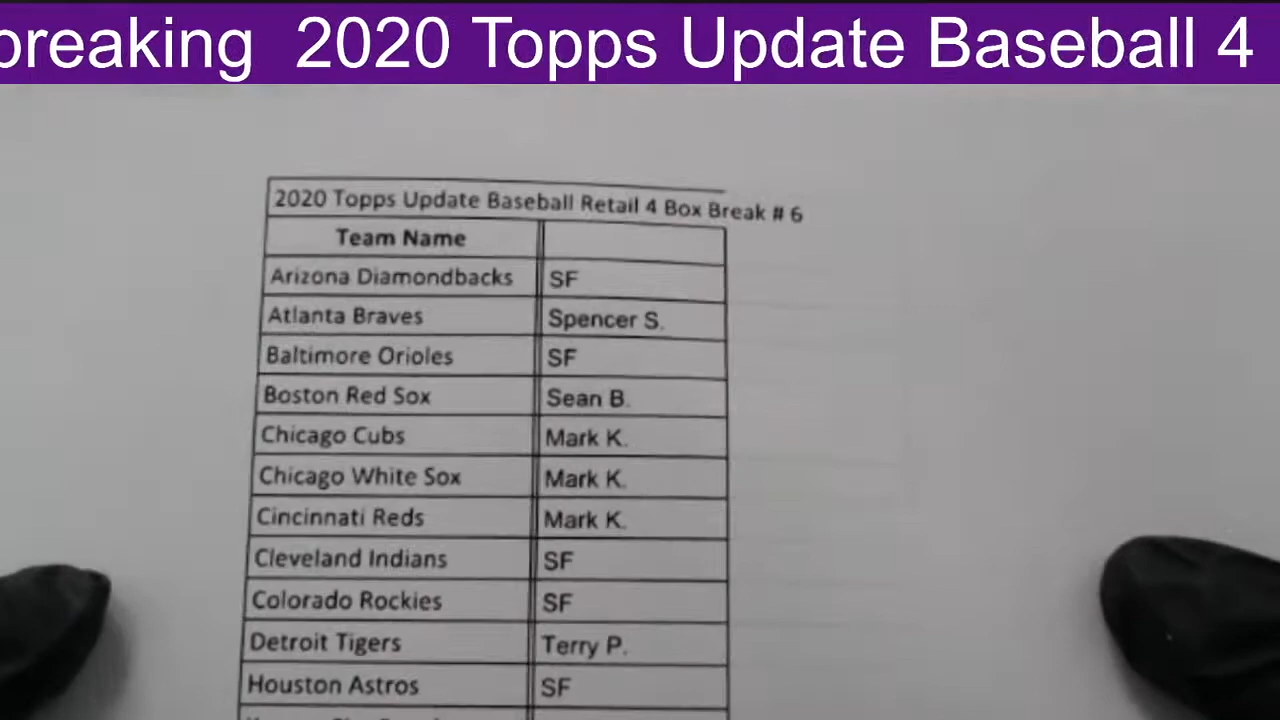 breaking 2020 Topps Update Baseball 4
2020 Topps Update Baseball Retail 4 Box Break # 6
Team Name
Arizona Diamondbacks SF
Atlanta Braves Spencer S.
Baltimore Orioles SF
Boston Red Sox Sean B.
Chicago Cubs Mark K.
Chicago White Sox Mark K.
Cincinnati Reds Mark K.
Cleveland Indians SF
Colorado Rockies SF
Detroit Tigers Terry P.
Houston Astros SF